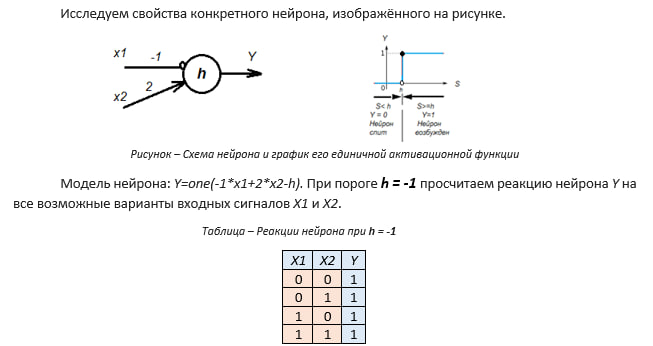 Исследуем свойства конкретного нейрона, изображённого на рисунке.
x1 -1 Y
h
2
x2
Y
1
0 h S
S< h S>=h
Y = 0 Y=1
Нейрон Нейрон
спит возбужден
Рисунок – Схема нейрона и график его единичной активационной функции
Модель нейрона: Y=one(-1*x1+2*x2-h). При пороге h = -1 просчитаем реакцию нейрона Y на
все возможные варианты входных сигналов X1 и X2.
Таблица – Реакции нейрона при h = -1
X1 X2 Y
0 0 1
0 1 1
1 0 1
1 1 1